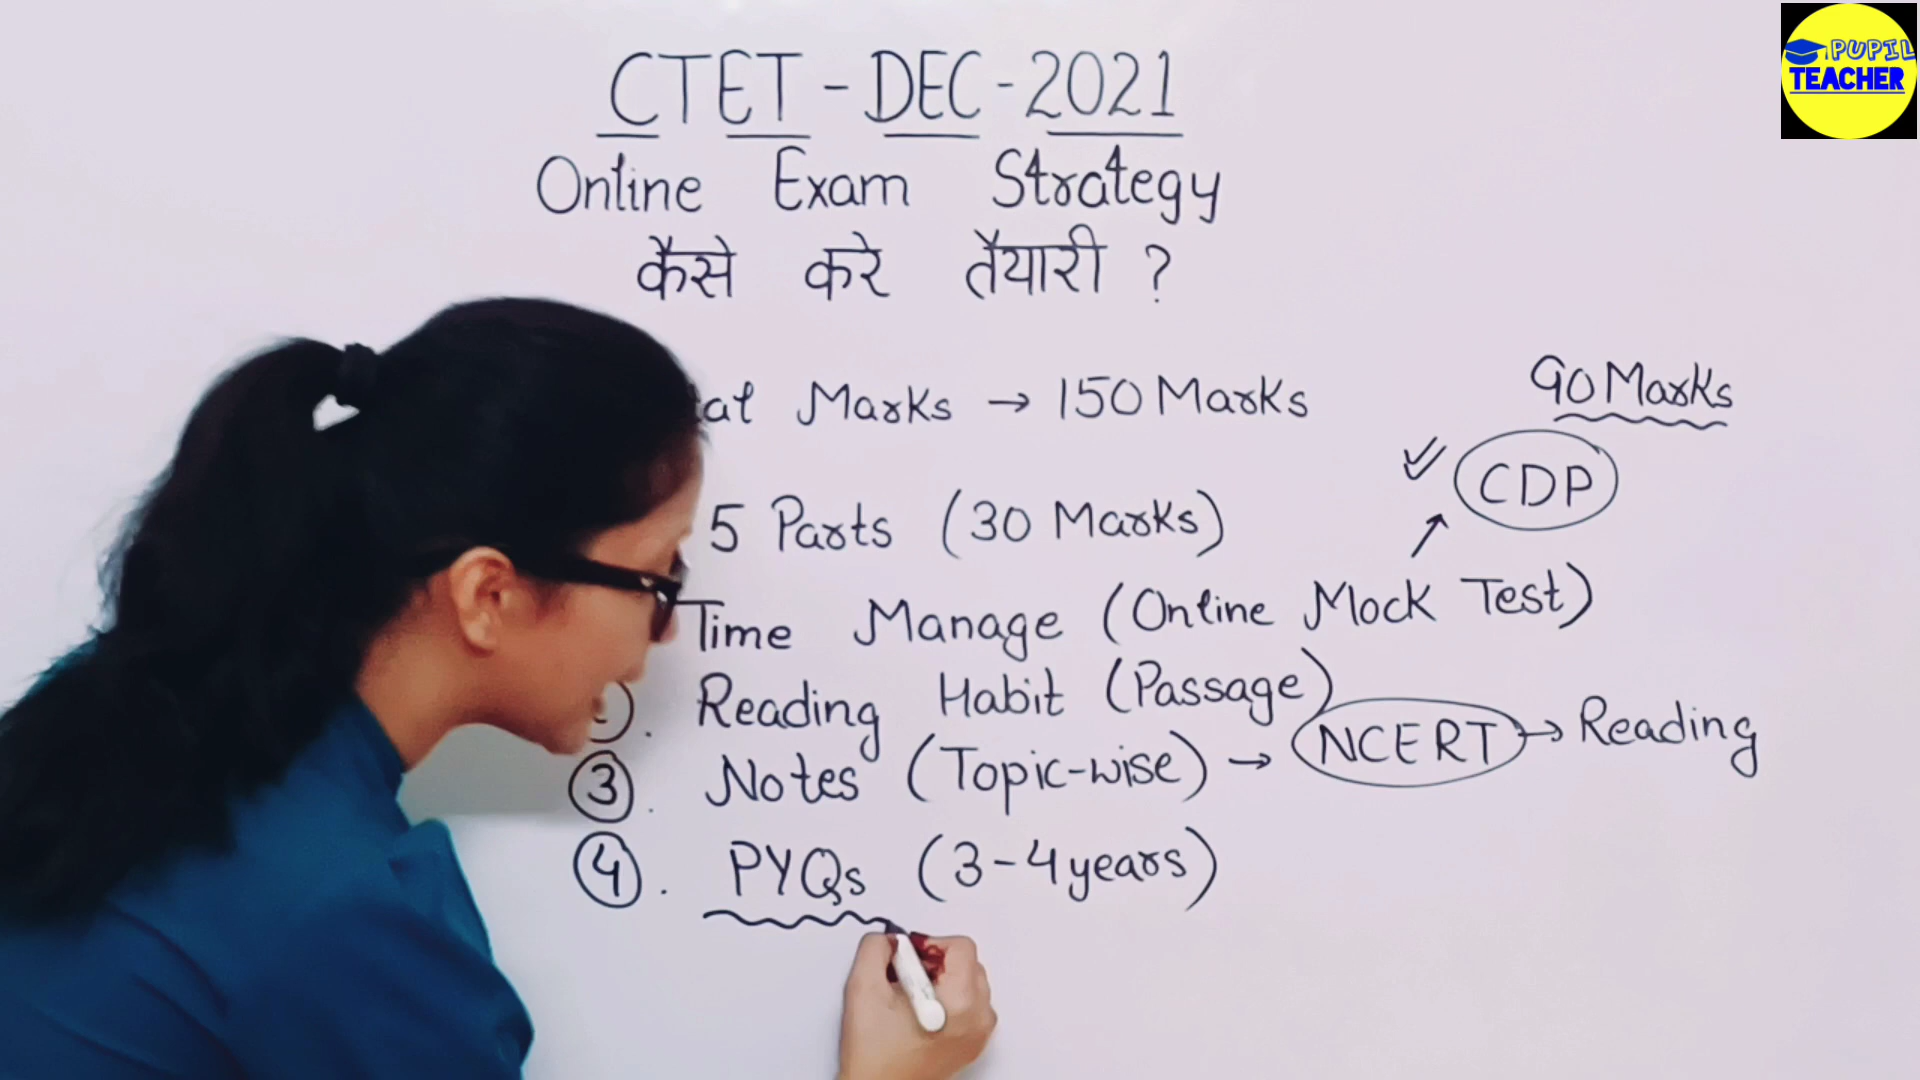 PUPIL
TEACHER
CTET - DEC - 2021
Online Exam Strategy
कैसे करे तैयारी ?
Marks → 150 Marks
90 Marks
CDP
5 Parts (30 Marks)
Time Manage (Online Mock Test)
Reading Habit (Passage)
3. Notes (Topic-wise) → NCERT → Reading
4. PYQs (3-4 years)